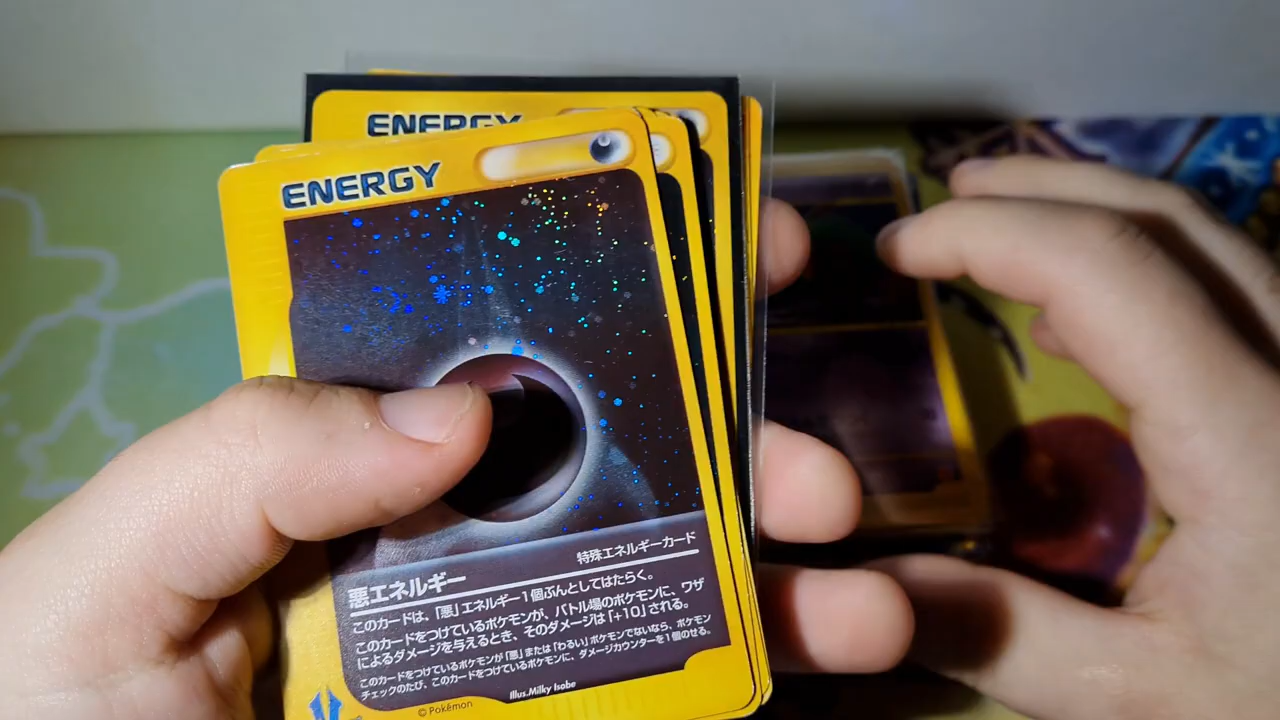 ENERGY
ENERGY
特殊エネルギーカード
悪エネルギー
このカードは、「悪」エネルギー1個ぶんとしてはたらく。
このカードをつけているポケモンが、バトル場のポケモンに、ワザ
によるダメージを与えるとき、そのダメージは「+10」される。
このカードをつけているポケモンが「悪」または「わるい」ポケモンでないなら、ポケモン
チェックのたび、このカードをつけているポケモンに、ダメージカウンターを1個のせる。
Illus.Milky Isobe
© Pokémon